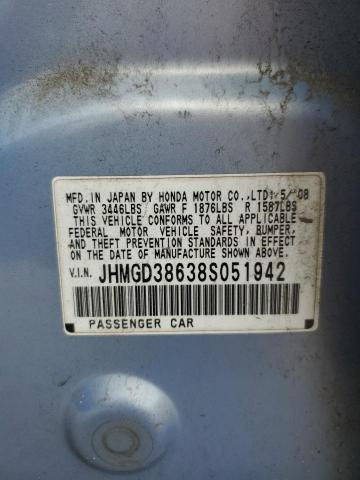 MFD. IN JAPAN BY HONDA MOTOR CO., LTD. 5/ 08
GVWR 3446LBS GAWR F 1876LBS R 1587LBS
THIS VEHICLE CONFORMS TO ALL APPLICABLE
FEDERAL MOTOR VEHICLE SAFETY, BUMPER,
AND THEFT PREVENTION STANDARDS IN EFFECT
ON THE DATE OF MANUFACTURE SHOWN ABOVE.
V.I.N. JHMGD38638S051942
PASSENGER CAR